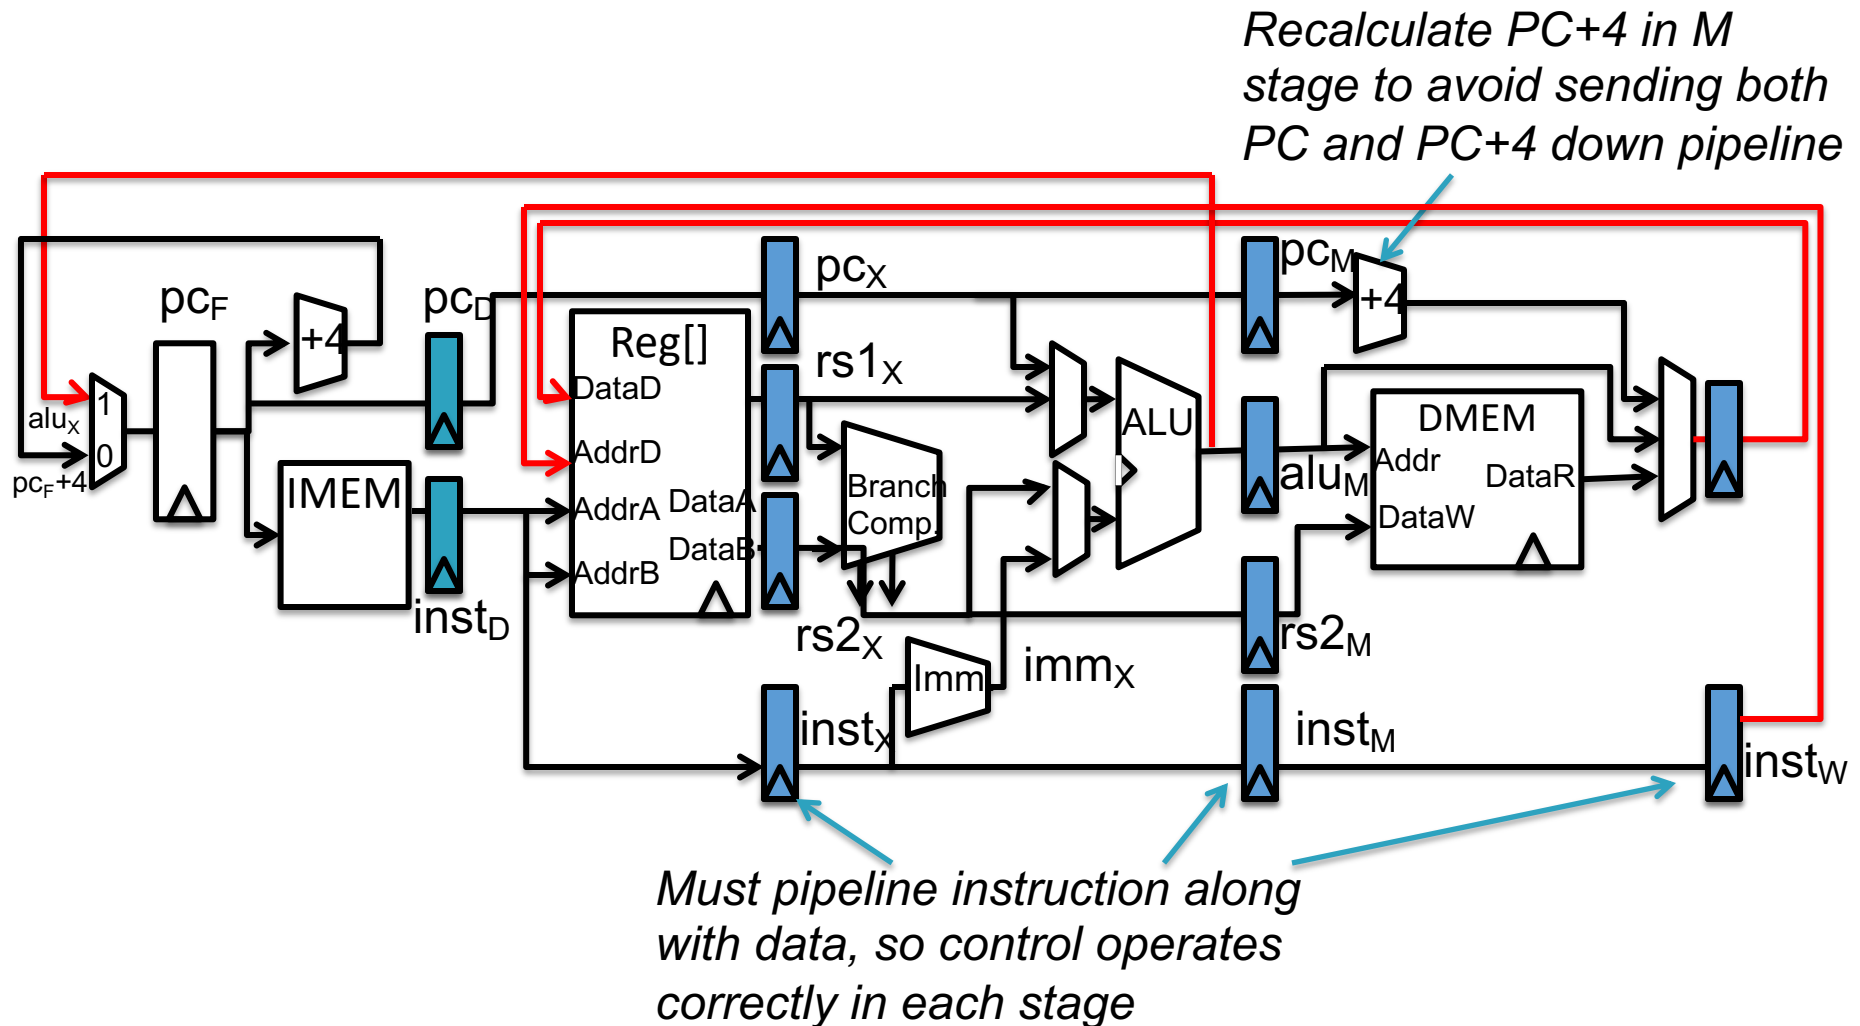 Recalculate PC+4 in M
stage to avoid sending both
PC and PC+4 down pipeline
pcF
+4
pcD
pcX
pcM
+4
Reg[]
rs1X
DataD
1
aluX
0
pcF+4
ALU
DMEM
AddrD
IMEM
Branch
Comp.
aluM
Addr
DataR
AddrA
DataA
DataW
DataB
AddrB
instD
rs2X
Imm
immX
rs2M
instX
instM
instW
Must pipeline instruction along
with data, so control operates
correctly in each stage